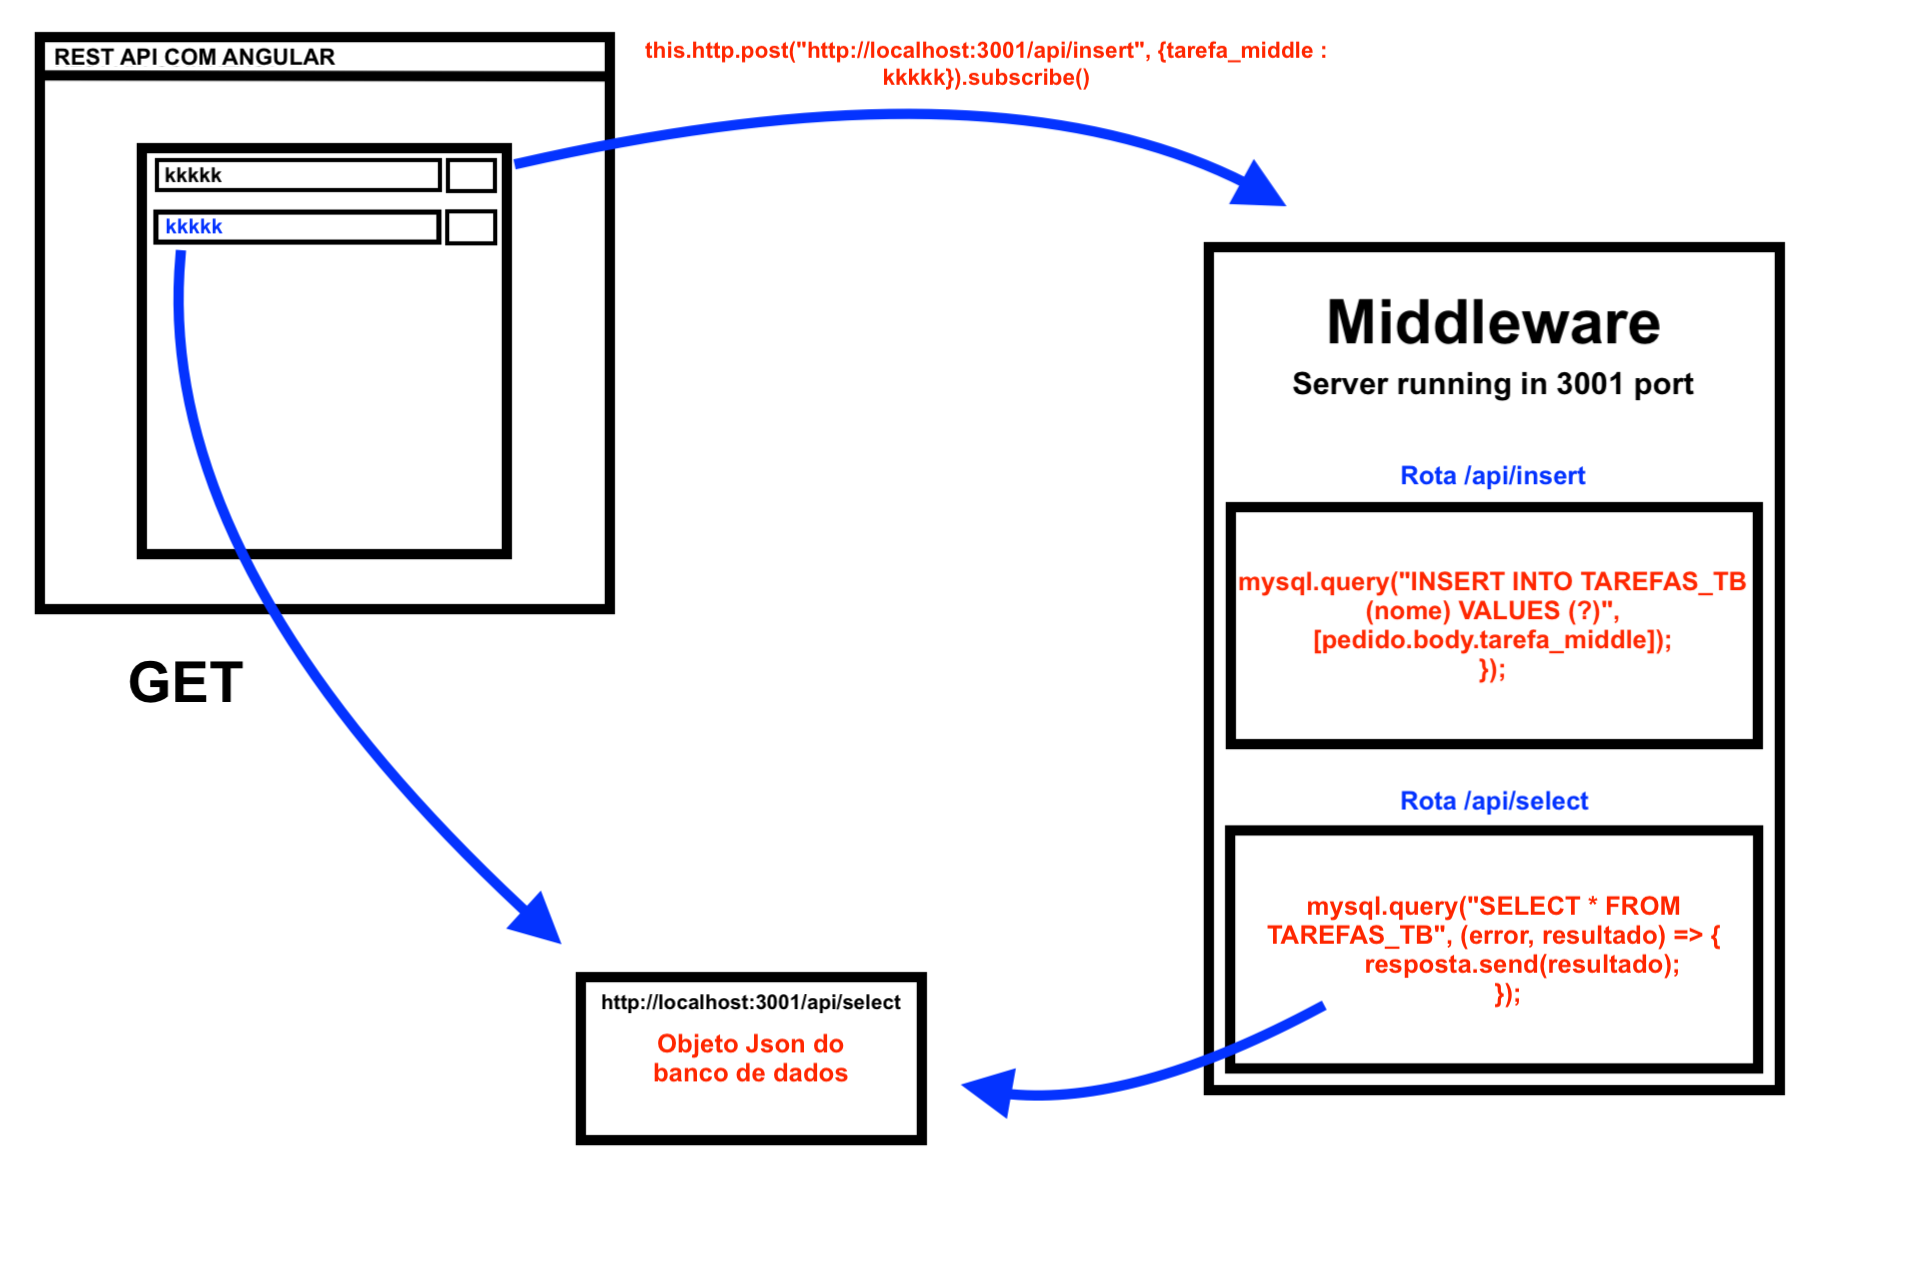 REST API COM ANGULAR
this.http.post("http://localhost:3001/api/insert", {tarefa_middle :
kkkkk}).subscribe()
kkkkk
kkkkk
Middleware
Server running in 3001 port
Rota /api/insert
mysql.query("INSERT INTO TAREFAS_TB
(nome) VALUES (?)",
[pedido.body.tarefa_middle]);
});
GET
Rota /api/select
mysql.query("SELECT * FROM
TAREFAS_TB", (error, resultado) => {
resposta.send(resultado);
});
http://localhost:3001/api/select
Objeto Json do
banco de dados